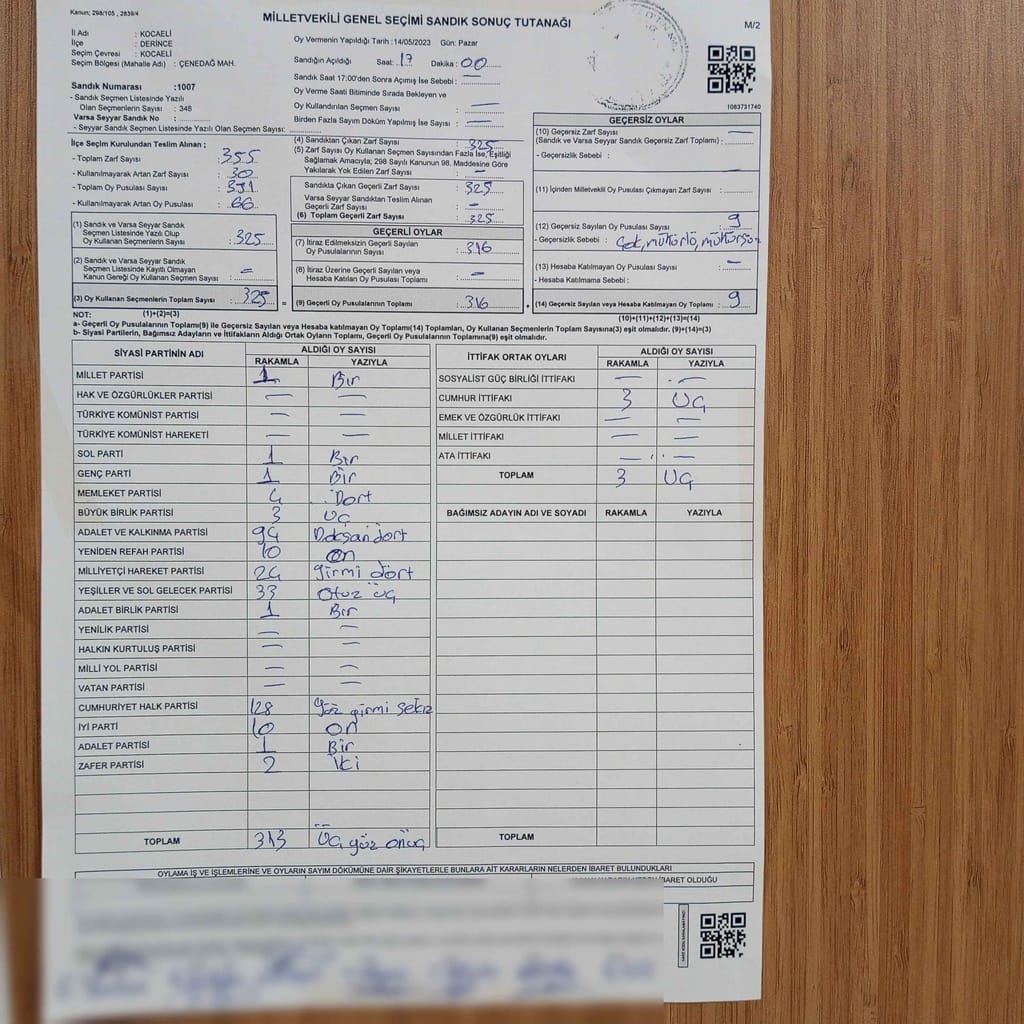 Kanun; 298/105 , 2839/4
MİLLETVEKİLİ GENEL SEÇİMİ SANDIK SONUÇ TUTANAĞI
M/2
İl Adı : KOCAELİ
İlçe : DERİNCE
Seçim Çevresi : KOCAELİ
Seçim Bölgesi (Mahalle Adı) : ÇENEDAĞ MAH.
Oy Vermenin Yapıldığı Tarih :14/05/2023 Gün: Pazar
Sandığın Açıldığı Saat: 17 Dakika: 00
Sandık Saat 17:00'den Sonra Açımış İse Sebebi : —
Oy Verme Saati Bitiminde Sırada Bekleyen ve
Oy Kullandırılan Seçmen Sayısı : —
Birden Fazla Sayım Döküm Yapılmış İse Sayısı : —
1083731740
Sandık Numarası :1007
- Sandık Seçmen Listesinde Yazılı
Olan Seçmenlerin Sayısı : 348
Varsa Seyyar Sandık No :
- Seyyar Sandık Seçmen Listesinde Yazılı Olan Seçmen Sayısı:
İlçe Seçim Kurulundan Teslim Alınan ;
- Toplam Zarf Sayısı : 355
- Kullanılmayarak Artan Zarf Sayısı : 30
- Toplam Oy Pusulası Sayısı :
- Kullanılmayarak Artan Oy Pusulası : 66
(1) Sandık ve Varsa Seyyar Sandık
Seçmen Listesinde Yazılı Olup
Oy Kullanan Seçmenlerin Sayısı : 325
(2) Sandık ve Varsa Seyyar Sandık
Seçmen Listesinde Kayıtlı Olmayan
Kanun Gereği Oy Kullanan Seçmen Sayısı : —
(3) Oy Kullanan Seçmenlerin Toplam Sayısı : 325 =
(4) Sandıktan Çıkan Zarf Sayısı : 325
(5) Zarf Sayısı Oy Kullanan Seçmen Sayısından Fazla İse, Eşitliği
Sağlamak Amacıyla; 298 Sayılı Kanunun 98. Maddesine Göre
Yakılarak Yok Edilen Zarf Sayısı : —
Sandıkta Çıkan Geçerli Zarf Sayısı : 325
Varsa Seyyar Sandıktan Teslim Alınan
Geçerli Zarf Sayısı : —
(6) Toplam Geçerli Zarf Sayısı : 325
GEÇERLİ OYLAR
(7) İtiraz Edilmeksizin Geçerli Sayılan
Oy Pusulalarının Sayısı : 316
(8) İtiraz Üzerine Geçerli Sayılan veya
Hesaba Katılan Oy Pusulası Toplamı : —
(9) Geçerli Oy Pusulalarının Toplamı : 316 +
GEÇERSİZ OYLAR
(10) Geçersiz Zarf Sayısı —
(Sandık ve Varsa Seyyar Sandık Geçersiz Zarf Toplamı) :
- Geçersizlik Sebebi :
(11) İçinden Milletvekili Oy Pusulası Çıkmayan Zarf Sayısı :
(12) Geçersiz Sayılan Oy Pusulası Sayısı : 9
- Geçersizlik Sebebi :
(13) Hesaba Katılmayan Oy Pusulası Sayısı : —
- Hesaba Katılmama Sebebi :
(14) Geçersiz Sayılan veya Hesaba Katılmayan Oy Toplamı : 9
NOT: (1)+(2)=(3) (10)+(11)+(12)+(13)=(14)
a- Geçerli Oy Pusulalarının Toplamı(9) ile Geçersiz Sayılan veya Hesaba katılmayan Oy Toplamı(14) Toplamları, Oy Kullanan Seçmenlerin Toplam Sayısına(3) eşit olmalıdır. (9)+(14)=(3)
b- Siyasi Partilerin, Bağımsız Adayların ve İttifakların Aldığı Ortak Oyların Toplamı, Geçerli Oy Pusulalarının Toplamına(9) eşit olmalıdır.
SİYASİ PARTİNİN ADI ALDIĞI OY SAYISI
RAKAMLA YAZIYLA
MİLLET PARTİSİ 1 Bir
HAK VE ÖZGÜRLÜKLER PARTİSİ — —
TÜRKİYE KOMÜNİST PARTİSİ — —
TÜRKİYE KOMÜNİST HAREKETİ — —
SOL PARTİ 1 Bir
GENÇ PARTİ 1 Bir
MEMLEKET PARTİSİ 4 Dort
BÜYÜK BİRLİK PARTİSİ 3 Üç
ADALET VE KALKINMA PARTİSİ 94 Doksan dort
YENİDEN REFAH PARTİSİ 10 on
MİLLİYETÇİ HAREKET PARTİSİ 24 yirmi dört
YEŞİLLER VE SOL GELECEK PARTİSİ 33 Otuz üç
ADALET BİRLİK PARTİSİ 1 Bir
YENİLİK PARTİSİ — —
HALKIN KURTULUŞ PARTİSİ — —
MİLLİ YOL PARTİSİ — —
VATAN PARTİSİ — —
CUMHURİYET HALK PARTİSİ 128 yüz yirmi sekiz
İYİ PARTİ 10 on
ADALET PARTİSİ 1 Bir
ZAFER PARTİSİ 2 İki
TOPLAM 313 Üç yüz onüç
İTTİFAK ORTAK OYLARI ALDIĞI OY SAYISI
RAKAMLA YAZIYLA
SOSYALİST GÜÇ BİRLİĞİ İTTİFAKI — —
CUMHUR İTTİFAKI 3 Üç
EMEK VE ÖZGÜRLÜK İTTİFAKI — —
MİLLET İTTİFAKI — —
ATA İTTİFAKI — —
TOPLAM 3 Üç
BAĞIMSIZ ADAYIN ADI VE SOYADI RAKAMLA YAZIYLA
TOPLAM
OYLAMA İŞ VE İŞLEMLERİNE VE OYLARIN SAYIM DÖKÜMÜNE DAİR ŞİKAYETLERLE BUNLARA AİT KARARLARIN NELERDEN İBARET BULUNDUKLARI
İBARET OLDUĞU